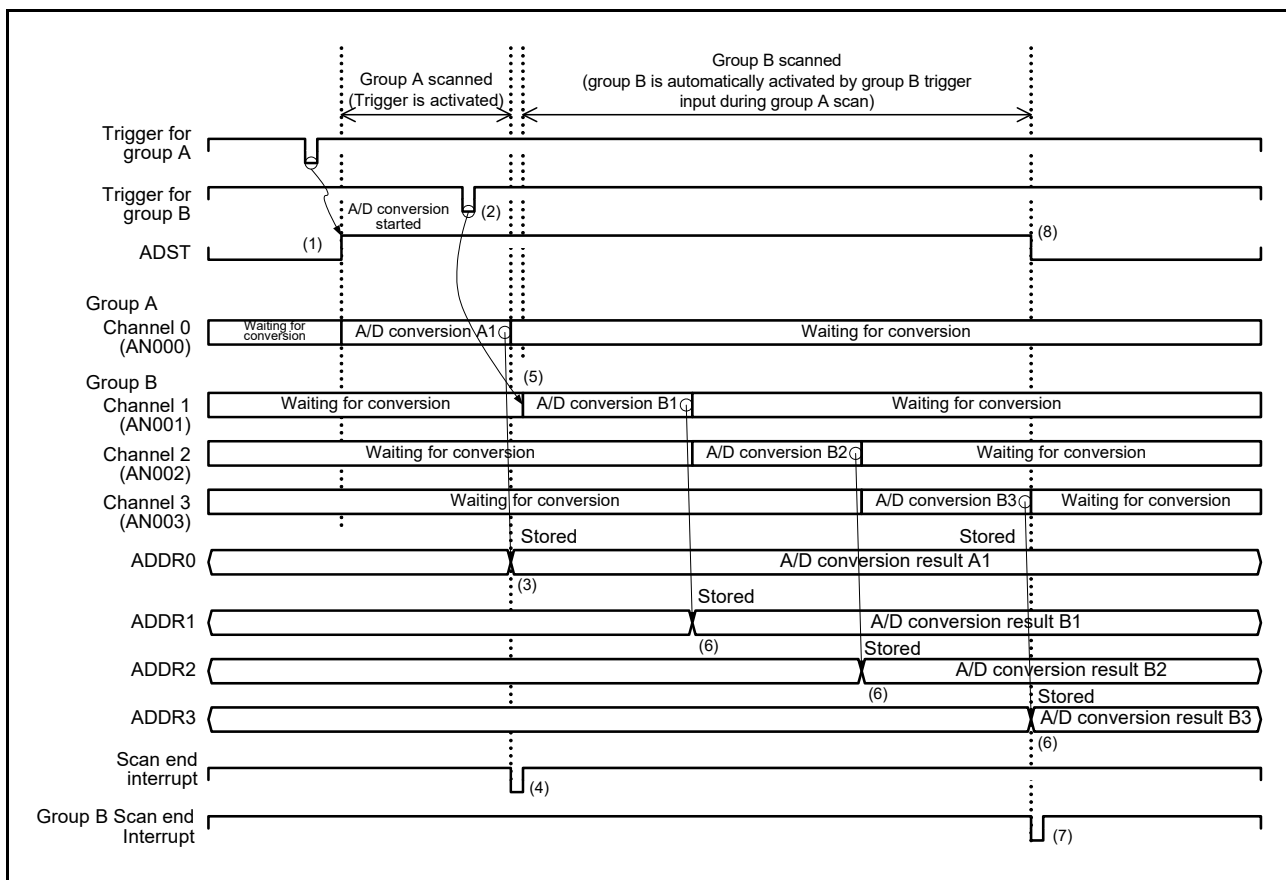 Group A scanned
(Trigger is activated)
Group B scanned
(group B is automatically activated by group B trigger
input during group A scan)
Trigger for
group A
Trigger for
group B
A/D conversion
started
(2)
ADST
(1)
(8)
Group A
Channel 0
(AN000)
Waiting for
conversion
A/D conversion A1
Waiting for conversion
Group B
(5)
Channel 1
(AN001)
Waiting for conversion
A/D conversion B1
Waiting for conversion
Channel 2
(AN002)
Waiting for conversion
A/D conversion B2
Waiting for conversion
Channel 3
(AN003)
Waiting for conversion
A/D conversion B3
Waiting for conversion
Stored
Stored
ADDR0
A/D conversion result A1
(3)
Stored
ADDR1
A/D conversion result B1
(6)
Stored
ADDR2
A/D conversion result B2
(6)
Stored
ADDR3
A/D conversion result B3
(6)
Scan end
interrupt
(4)
Group B Scan end
Interrupt
(7)